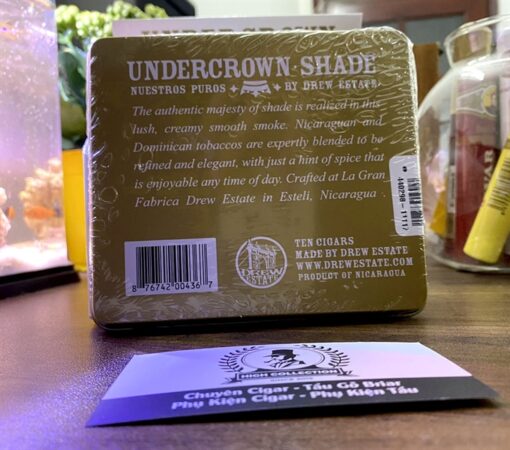 UNDERCROWN · SHADE
NUESTROS PUROS BY DREW ESTATE
The authentic majesty of shade is realized in this
lush, creamy smooth smoke. Nicaraguan and
Dominican tobaccos are expertly blended to be
refined and elegant, with just a hint of spice that
is enjoyable any time of day. Crafted at La Gran
Fabrica Drew Estate in Esteli, Nicaragua.
8 76742 00436 7
DREW
ESTATE
TEN CIGARS
MADE BY DREW ESTATE
WWW.DREWESTATE.COM
PRODUCT OF NICARAGUA
HIGH COLLECTION
Chuyên Cigar - Tẩu Gỗ Briar
Phụ Kiện Cigar - Phụ Kiện Tẩu